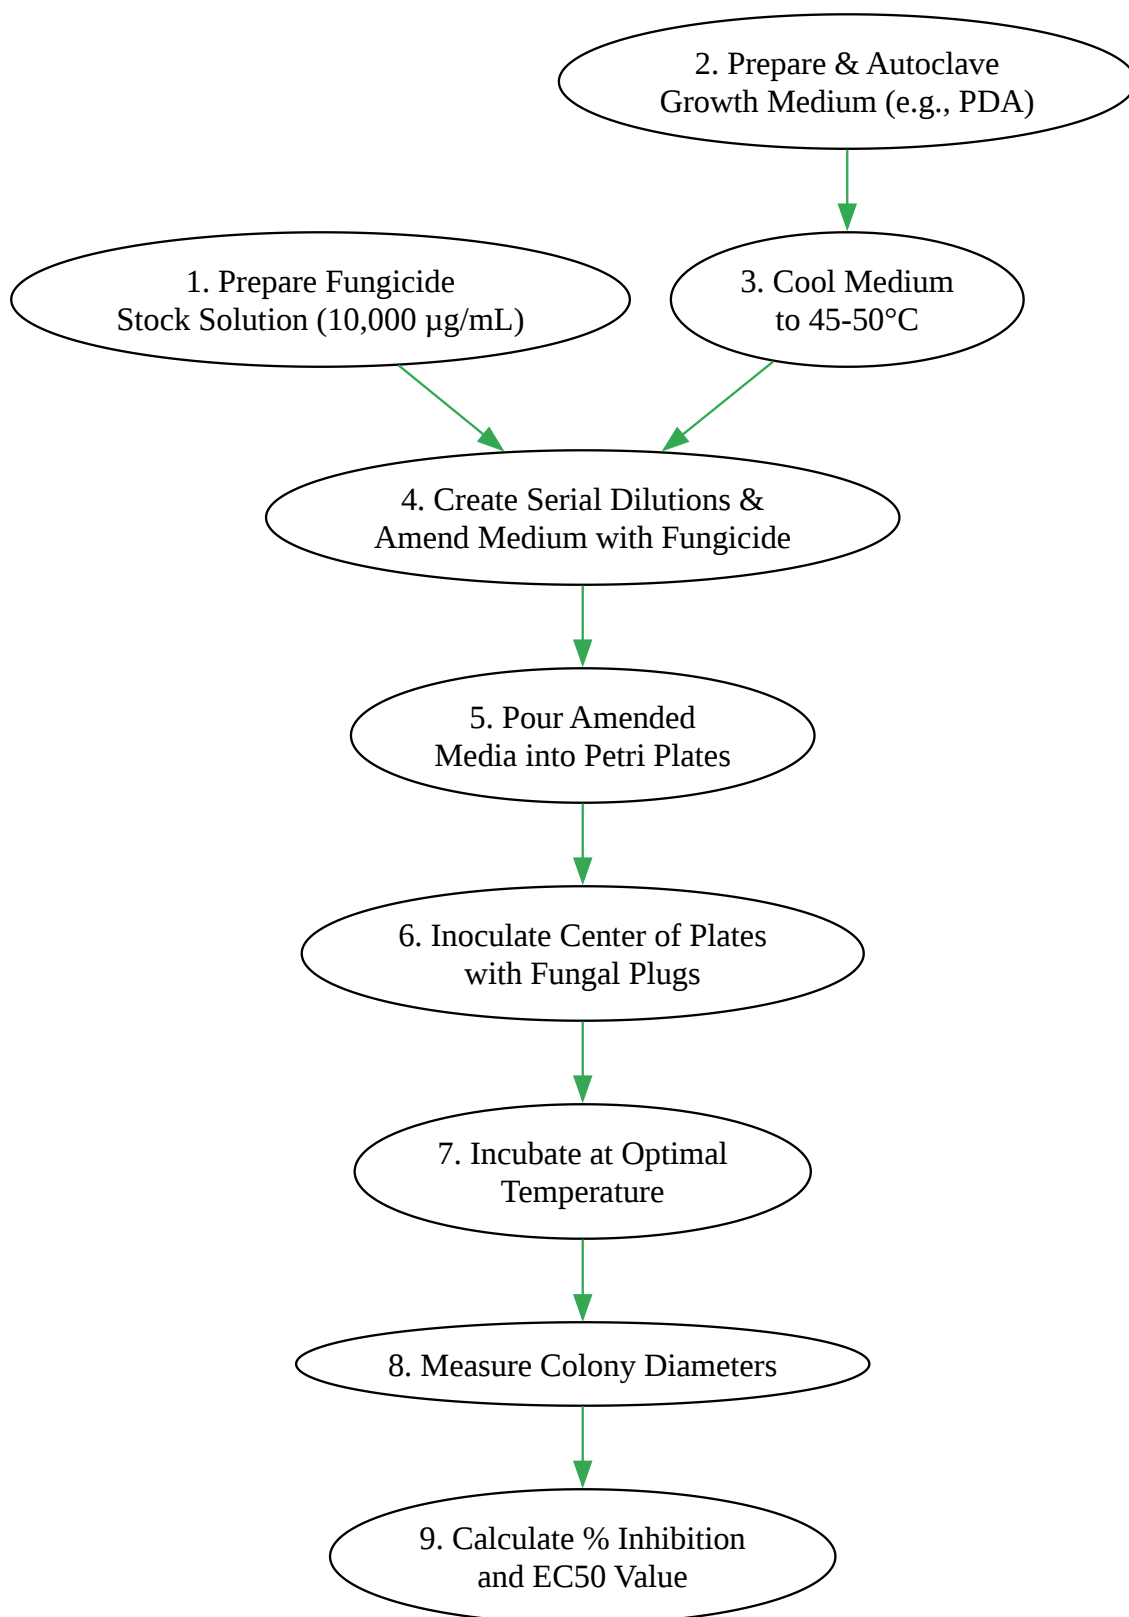 2. Prepare & Autoclave
Growth Medium (e.g., PDA)
1. Prepare Fungicide
Stock Solution (10,000 µg/mL)
3. Cool Medium
to 45-50°C
4. Create Serial Dilutions &
Amend Medium with Fungicide
5. Pour Amended
Media into Petri Plates
6. Inoculate Center of Plates
with Fungal Plugs
7. Incubate at Optimal
Temperature
8. Measure Colony Diameters
9. Calculate % Inhibition
and EC50 Value